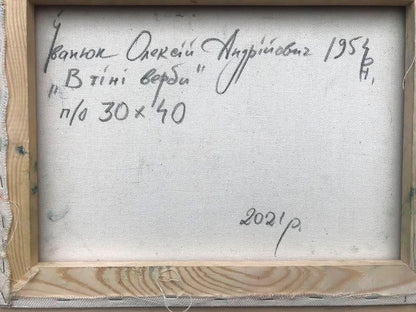 Іванюк Олексій Андрійович 1954 р.н.
„В тіні верби"
п/о 30×40
2021р.